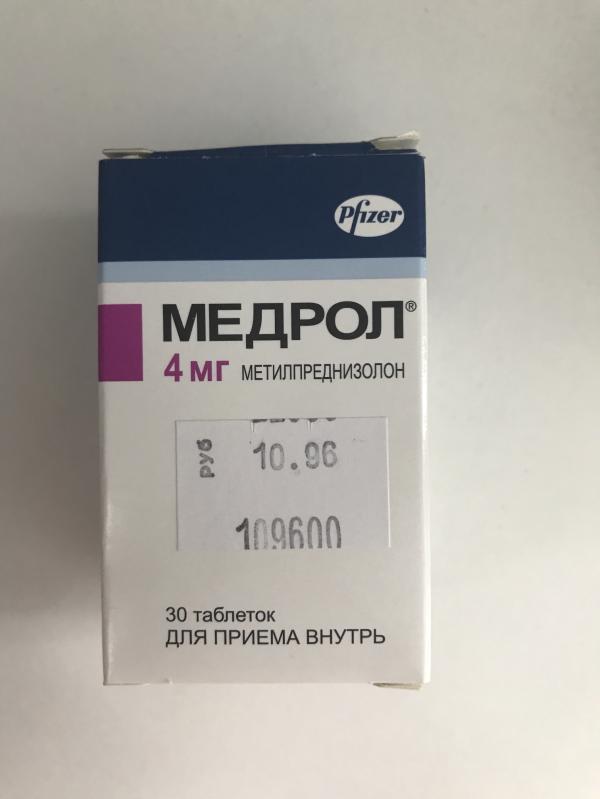 Pfizer
МЕДРОЛ®
4 мг МЕТИЛПРЕДНИЗОЛОН
руб 10.96
109600
30 таблеток
ДЛЯ ПРИЕМА ВНУТРЬ